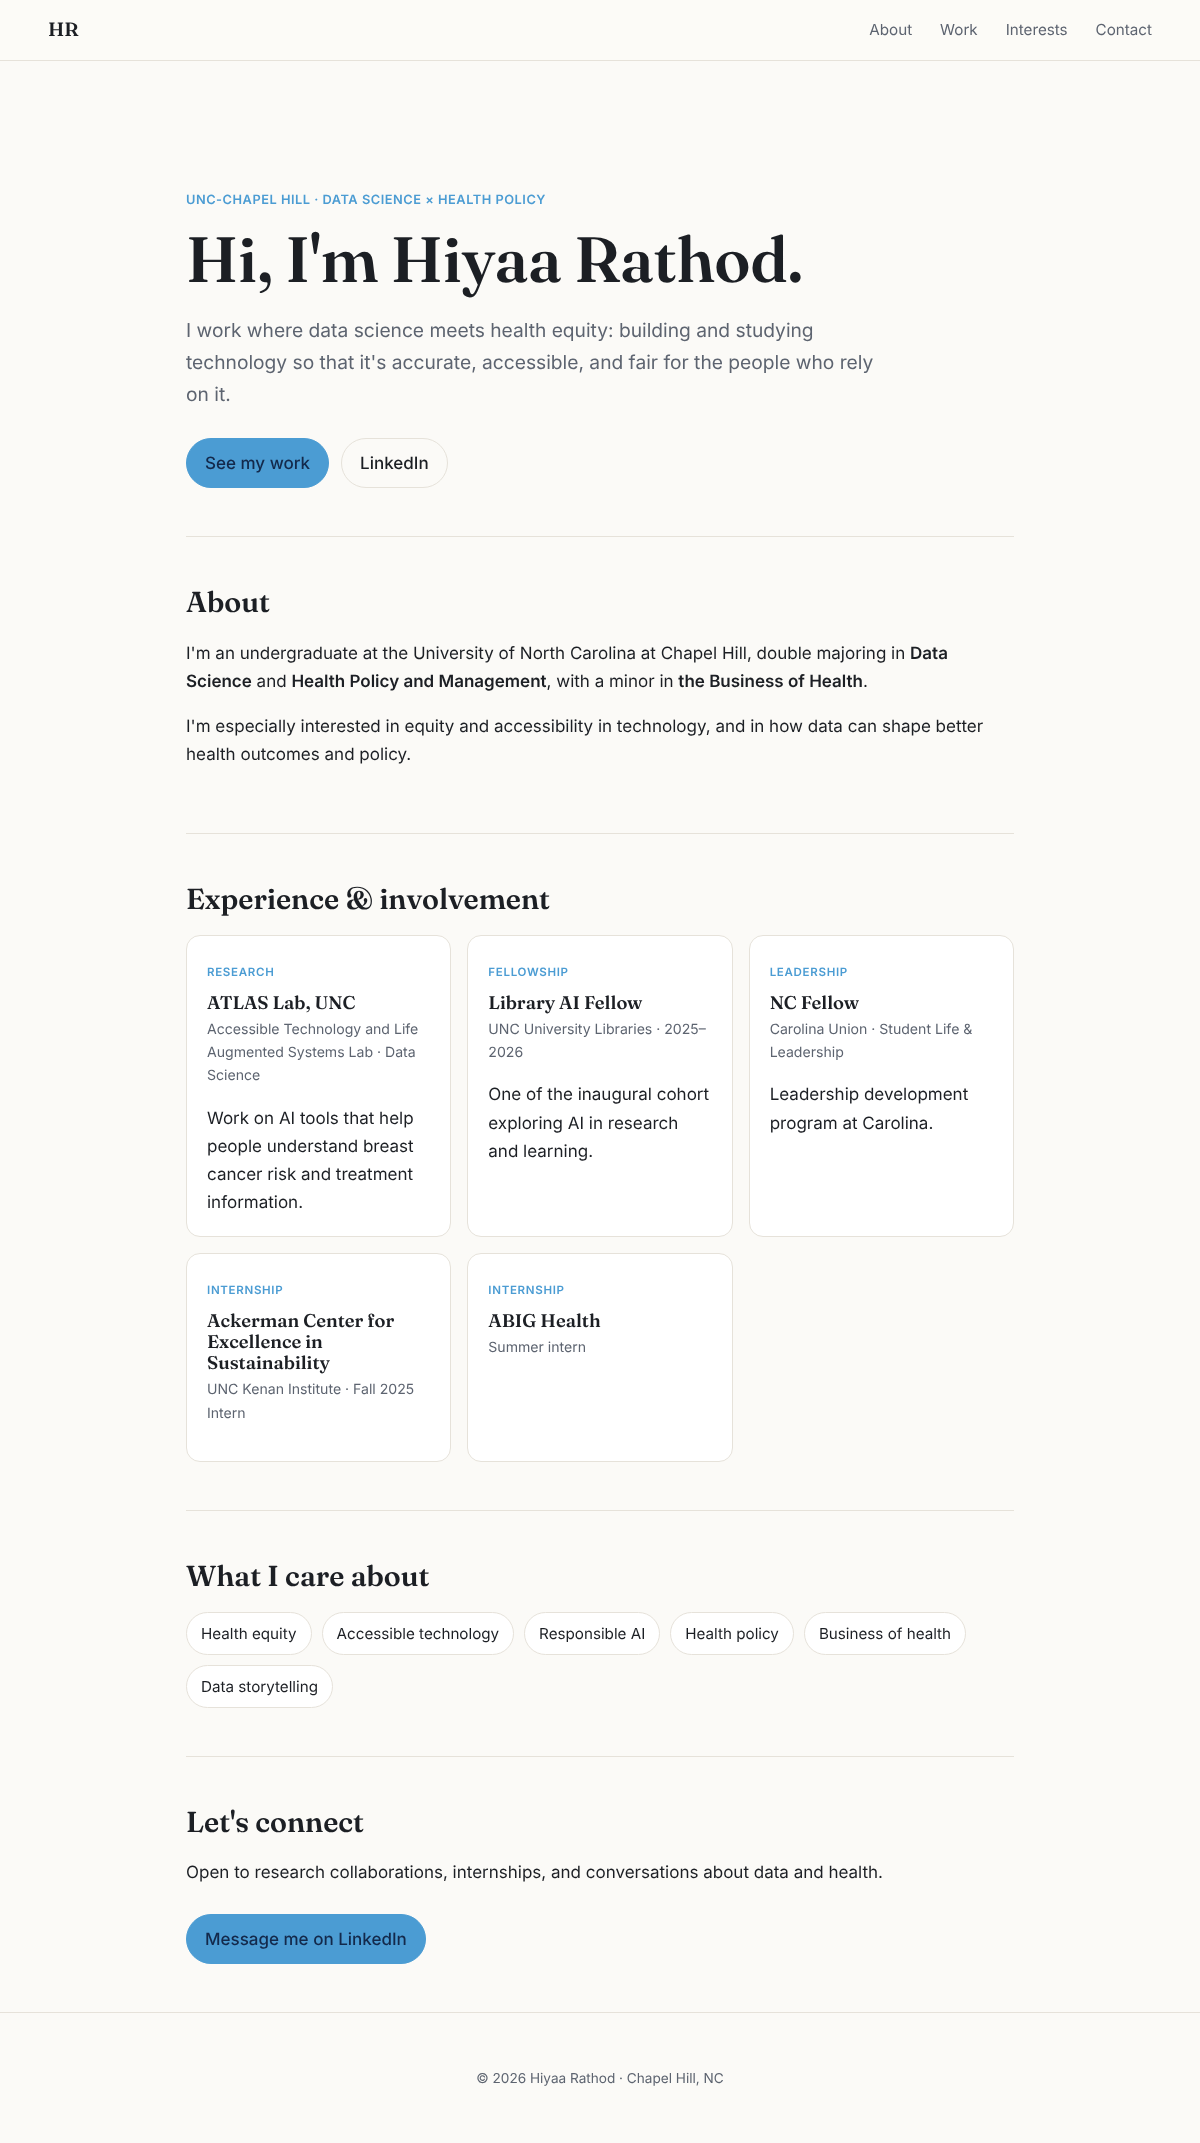 HR
About Work Interests Contact
UNC-CHAPEL HILL · DATA SCIENCE × HEALTH POLICY
Hi, I'm Hiyaa Rathod.
I work where data science meets health equity: building and studying
technology so that it's accurate, accessible, and fair for the people who rely
on it.
See my work
LinkedIn
About
I'm an undergraduate at the University of North Carolina at Chapel Hill, double majoring in Data
Science and Health Policy and Management, with a minor in the Business of Health.
I'm especially interested in equity and accessibility in technology, and in how data can shape better
health outcomes and policy.
Experience & involvement
RESEARCH
ATLAS Lab, UNC
Accessible Technology and Life
Augmented Systems Lab · Data
Science
Work on AI tools that help
people understand breast
cancer risk and treatment
information.
FELLOWSHIP
Library AI Fellow
UNC University Libraries · 2025–
2026
One of the inaugural cohort
exploring AI in research
and learning.
LEADERSHIP
NC Fellow
Carolina Union · Student Life &
Leadership
Leadership development
program at Carolina.
INTERNSHIP
Ackerman Center for
Excellence in
Sustainability
UNC Kenan Institute · Fall 2025
Intern
INTERNSHIP
ABIG Health
Summer intern
What I care about
Health equity
Accessible technology
Responsible AI
Health policy
Business of health
Data storytelling
Let's connect
Open to research collaborations, internships, and conversations about data and health.
Message me on LinkedIn
© 2026 Hiyaa Rathod · Chapel Hill, NC